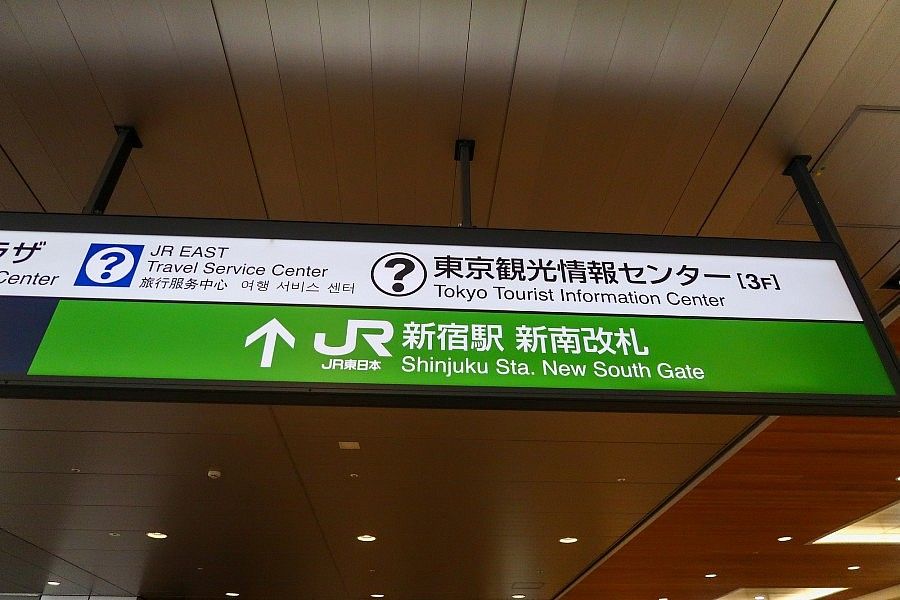 ラザ
Center
?
JR EAST
Travel Service Center
旅行服务中心 여행 서비스 센터
?
東京観光情報センター [3F]
Tokyo Tourist Information Center
JR
JR東日本
新宿駅 新南改札
Shinjuku Sta. New South Gate